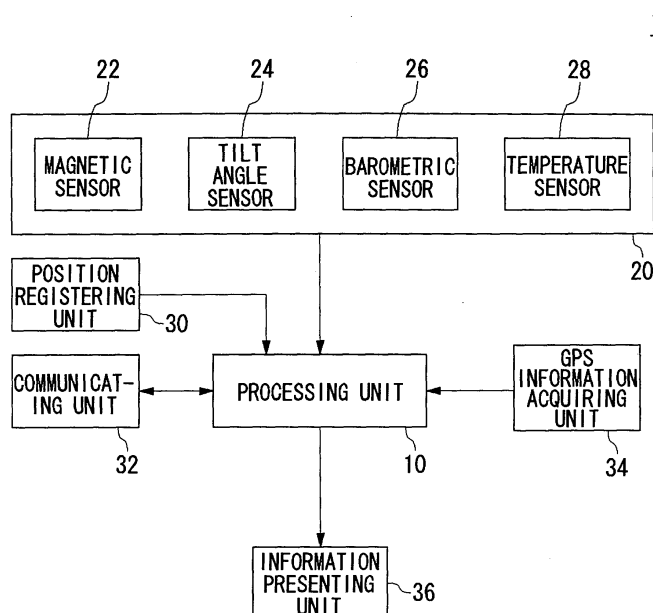 22
24
26
28
MAGNETIC
SENSOR
TILT
ANGLE
SENSOR
BAROMETRIC
SENSOR
TEMPERATURE
SENSOR
20
POSITION
REGISTERING
UNIT
30
COMMUNICAT-
ING UNIT
32
PROCESSING UNIT
10
GPS
INFORMATION
ACQUIRING
UNIT
34
INFORMATION
PRESENTING
UNIT
36